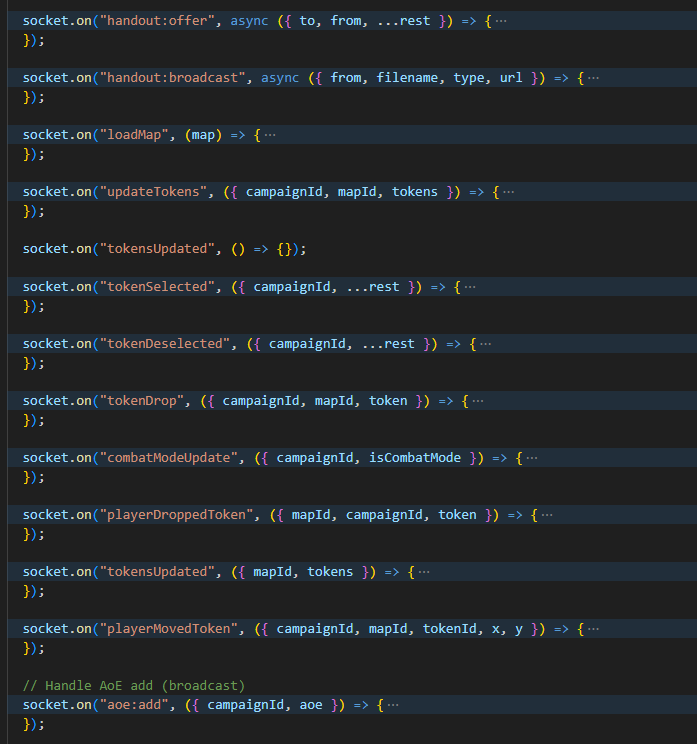 socket.on("handout:offer", async ({ to, from, ...rest }) => {···
});
socket.on("handout:broadcast", async ({ from, filename, type, url }) => {···
});
socket.on("loadMap", (map) => {···
});
socket.on("updateTokens", ({ campaignId, mapId, tokens }) => {···
});
socket.on("tokensUpdated", () => {});
socket.on("tokenSelected", ({ campaignId, ...rest }) => {···
});
socket.on("tokenDeselected", ({ campaignId, ...rest }) => {···
});
socket.on("tokenDrop", ({ campaignId, mapId, token }) => {···
});
socket.on("combatModeUpdate", ({ campaignId, isCombatMode }) => {···
});
socket.on("playerDroppedToken", ({ mapId, campaignId, token }) => {···
});
socket.on("tokensUpdated", ({ mapId, tokens }) => {···
});
socket.on("playerMovedToken", ({ campaignId, mapId, tokenId, x, y }) => {···
});
// Handle AoE add (broadcast)
socket.on("aoe:add", ({ campaignId, aoe }) => {···
});